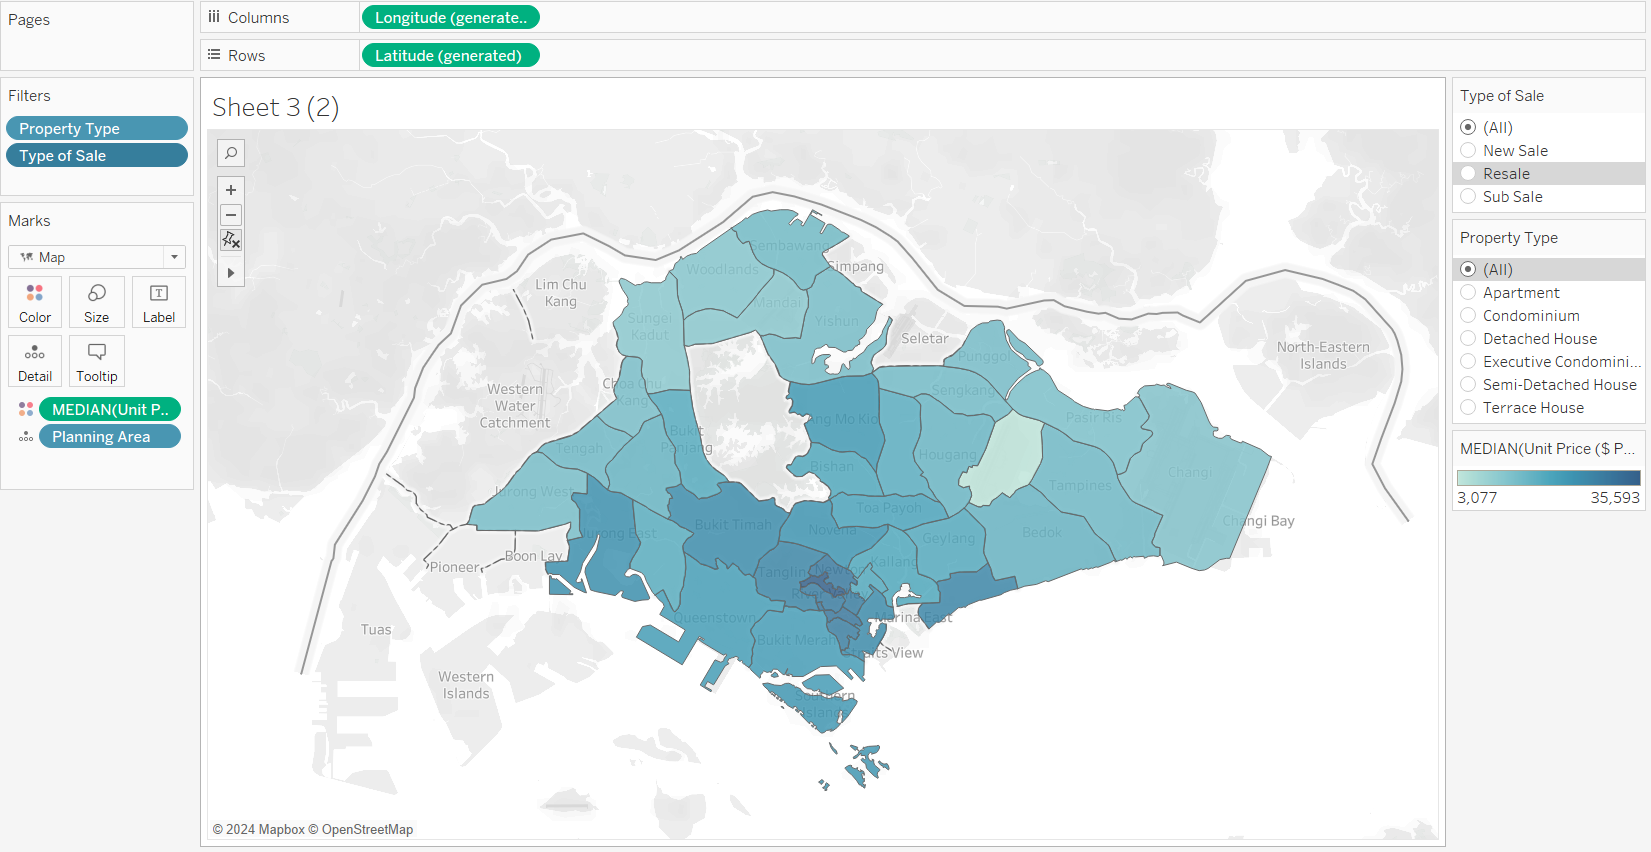 Pages
Columns
Longitude (generate..
Rows
Latitude (generated)
Filters
Property Type
Type of Sale
Marks
Map
Color
Size
Label
Detail
Tooltip
MEDIAN(Unit P..
Planning Area
Sheet 3 (2)
Sembawang
Simpang
Woodlands
Lim Chu
Kang
Mandai
Sungei
Kadut
Yishun
Seletar
North-Eastern
Islands
Punggol
Choa Chu
Kang
Western
Water
Catchment
Sengkang
Pasir Ris
Ang Mo Kio
Bukit
Panjang
Tengah
Hougang
Bishan
Changi
Jurong West
Tampines
Toa Payoh
Changi Bay
Bukit Timah
Novena
Jurong East
Bedok
Geylang
Boon Lay
Pioneer
Kallang
Tanglin
Newton
River Valley
Queenstown
Marina East
Tuas
Bukit Merah
Straits View
Western
Islands
Southern
Islands
© 2024 Mapbox © OpenStreetMap
Type of Sale
(All)
New Sale
Resale
Sub Sale
Property Type
(All)
Apartment
Condominium
Detached House
Executive Condomini...
Semi-Detached House
Terrace House
MEDIAN(Unit Price ($ P...
3,077
35,593